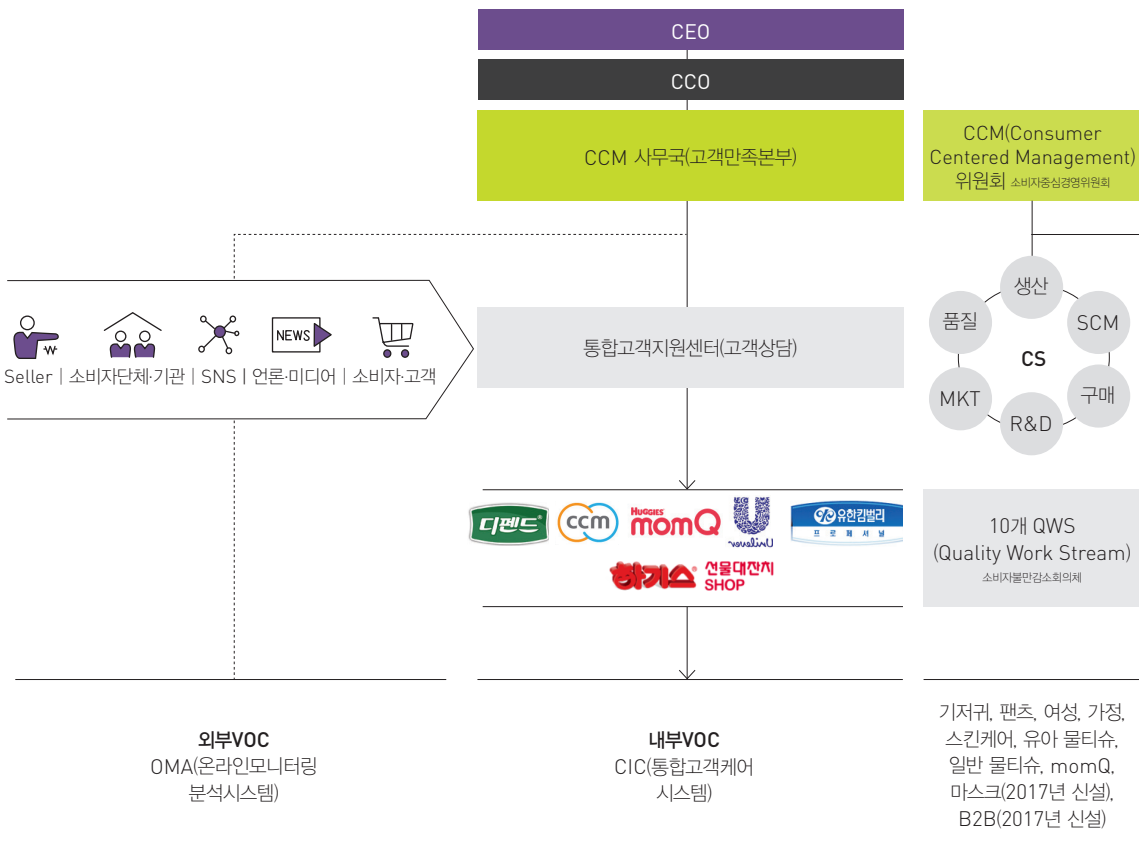 CEO
CCO
CCM 사무국(고객만족본부)
CCM(Consumer
Centered Management)
위원회 소비자중심경영위원회
NEWS
Seller | 소비자단체·기관 | SNS | 언론·미디어 | 소비자·고객
통합고객지원센터(고객상담)
생산
품질
SCM
CS
MKT
구매
R&D
디펜드
ccm
HUGGIES
momQ
Unilever
유한킴벌리
프로페셔널
하기스
선물대잔치
SHOP
10개 QWS
(Quality Work Stream)
소비자불만감소회의체
외부VOC
OMA(온라인모니터링
분석시스템)
내부VOC
CIC(통합고객케어
시스템)
기저귀, 팬츠, 여성, 가정,
스킨케어, 유아 물티슈,
일반 물티슈, momQ,
마스크(2017년 신설),
B2B(2017년 신설)